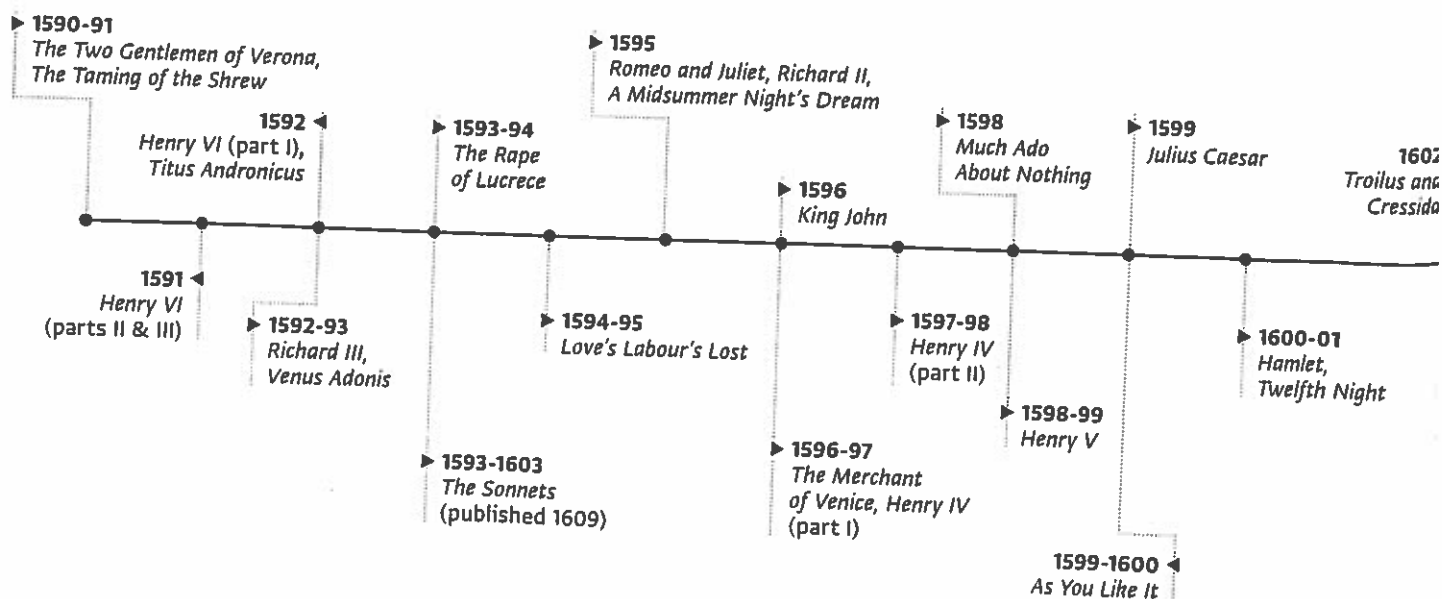 1590-91
The Two Gentlemen of Verona,
The Taming of the Shrew
1591
Henry VI
(parts II & III)
1592
Henry VI (part I),
Titus Andronicus
1592-93
Richard III,
Venus Adonis
1593-94
The Rape
of Lucrece
1593-1603
The Sonnets
(published 1609)
1594-95
Love's Labour's Lost
1595
Romeo and Juliet, Richard II,
A Midsummer Night's Dream
1596
King John
1596-97
The Merchant
of Venice, Henry IV
(part I)
1597-98
Henry IV
(part II)
1598
Much Ado
About Nothing
1598-99
Henry V
1599
Julius Caesar
1599-1600
As You Like It
1600-01
Hamlet,
Twelfth Night
1602
Troilus and
Cressida